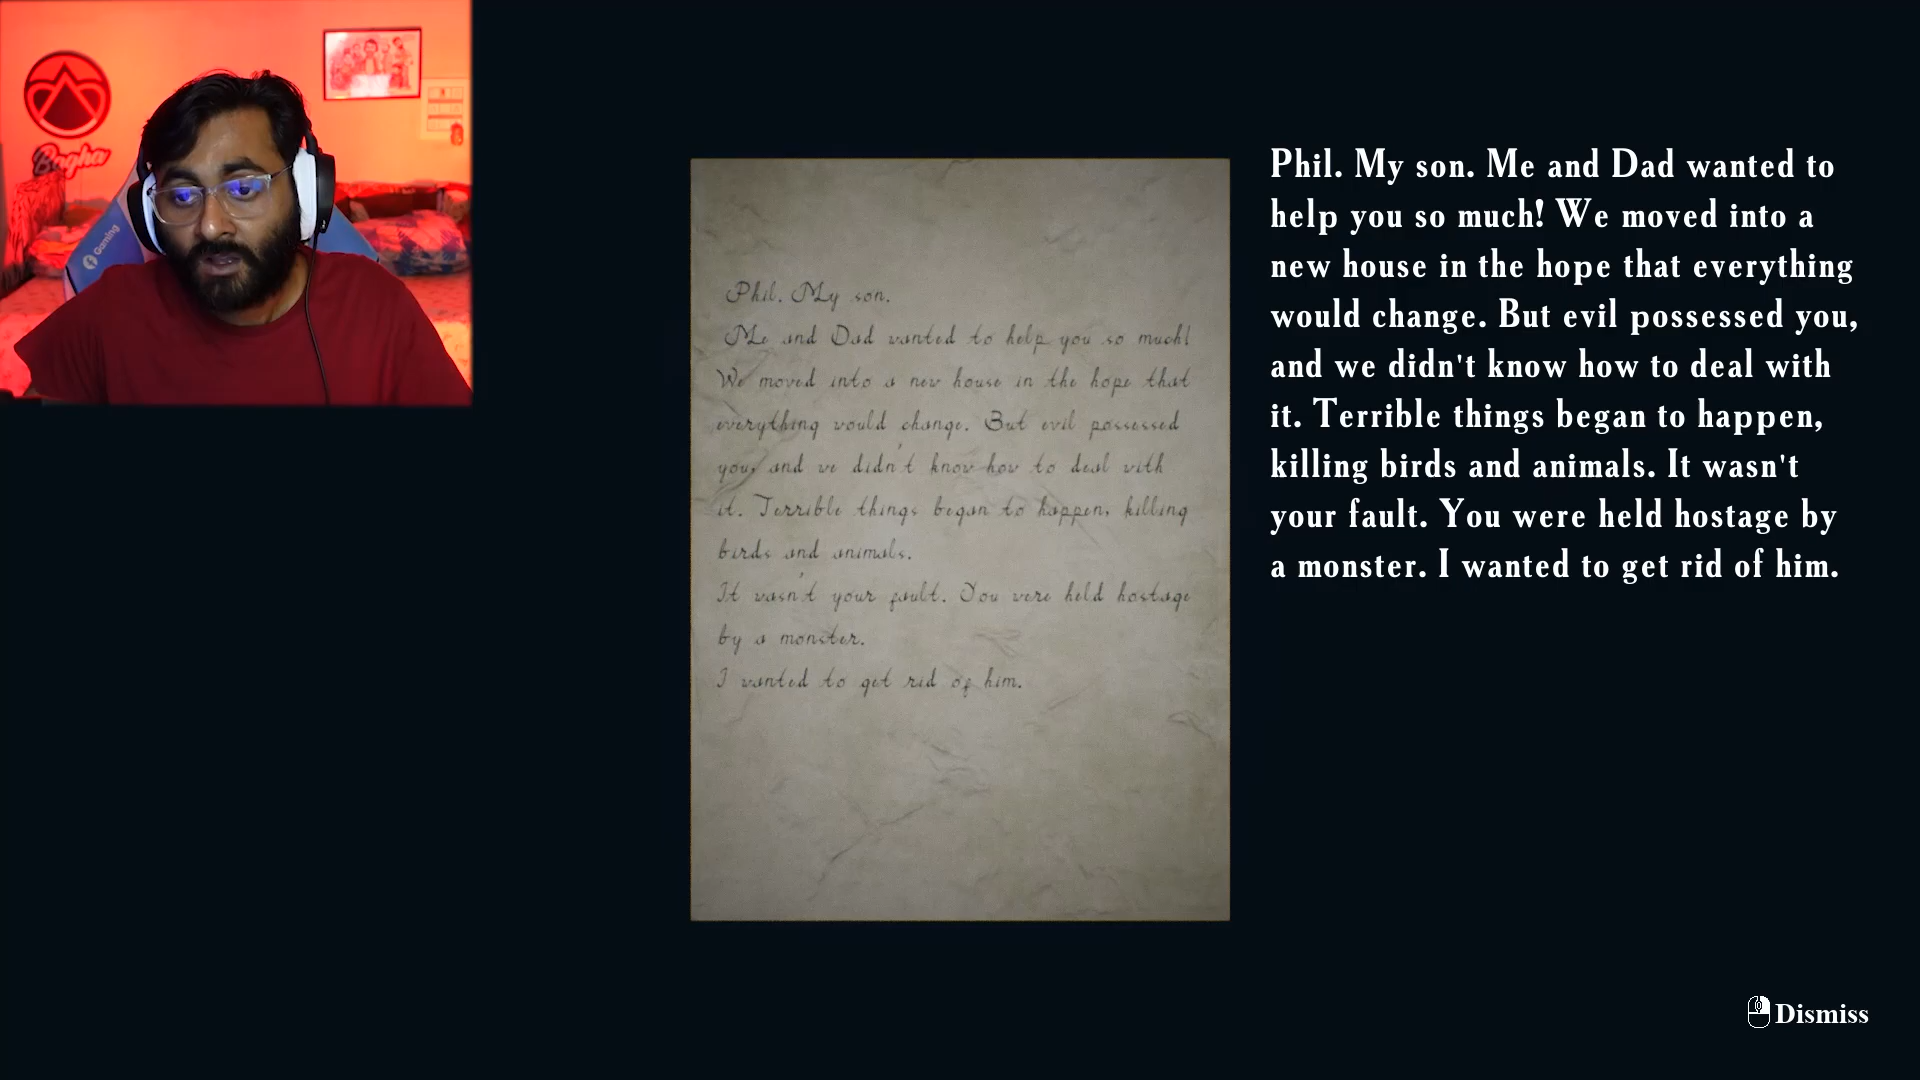 Bagha
Gaming
Phil. My son.
Me and Dad wanted to help you so much!
We moved into a new house in the hope that
everything would change. But evil possessed
you, and we didn't know how to deal with
it. Terrible things began to happen, killing
birds and animals.
It wasn't your fault. You were held hostage
by a monster.
I wanted to get rid of him.
Phil. My son. Me and Dad wanted to
help you so much! We moved into a
new house in the hope that everything
would change. But evil possessed you,
and we didn't know how to deal with
it. Terrible things began to happen,
killing birds and animals. It wasn't
your fault. You were held hostage by
a monster. I wanted to get rid of him.
Dismiss